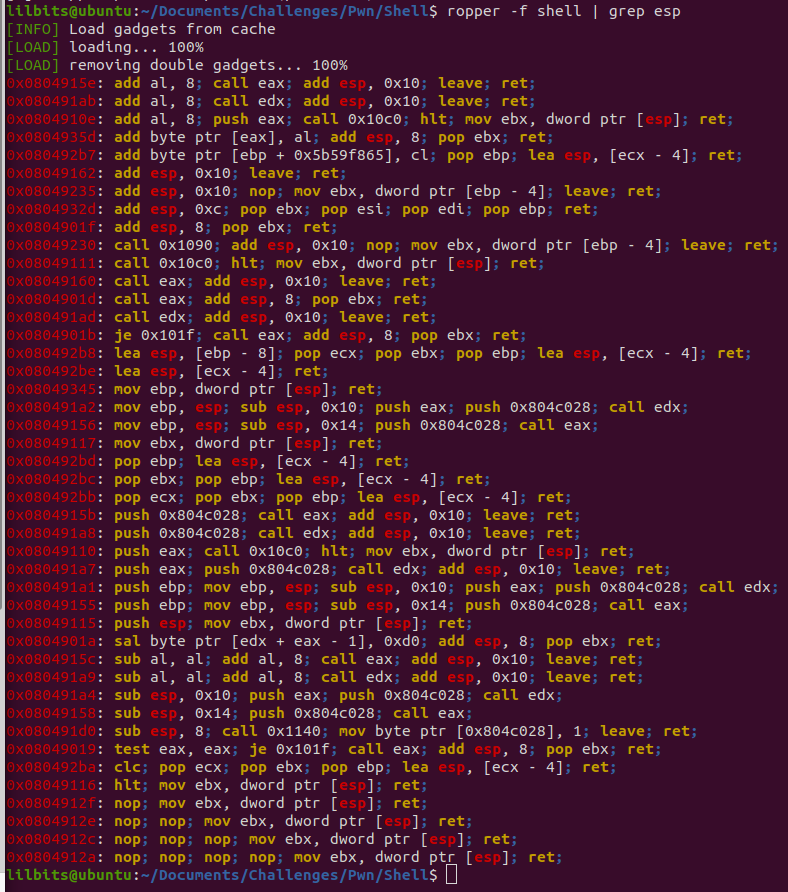 lilbits@ubuntu:~/Documents/Challenges/Pwn/Shell$ ropper -f shell | grep esp
[INFO] Load gadgets from cache
[LOAD] loading... 100%
[LOAD] removing double gadgets... 100%
0x0804915e: add al, 8; call eax; add esp, 0x10; leave; ret;
0x080491ab: add al, 8; call edx; add esp, 0x10; leave; ret;
0x0804910e: add al, 8; push eax; call 0x10c0; hlt; mov ebx, dword ptr [esp]; ret;
0x0804935d: add byte ptr [eax], al; add esp, 8; pop ebx; ret;
0x080492b7: add byte ptr [ebp + 0x5b59f865], cl; pop ebp; lea esp, [ecx - 4]; ret;
0x08049162: add esp, 0x10; leave; ret;
0x08049235: add esp, 0x10; nop; mov ebx, dword ptr [ebp - 4]; leave; ret;
0x0804932d: add esp, 0xc; pop ebx; pop esi; pop edi; pop ebp; ret;
0x0804901f: add esp, 8; pop ebx; ret;
0x08049230: call 0x1090; add esp, 0x10; nop; mov ebx, dword ptr [ebp - 4]; leave; ret;
0x08049111: call 0x10c0; hlt; mov ebx, dword ptr [esp]; ret;
0x08049160: call eax; add esp, 0x10; leave; ret;
0x0804901d: call eax; add esp, 8; pop ebx; ret;
0x080491ad: call edx; add esp, 0x10; leave; ret;
0x0804901b: je 0x101f; call eax; add esp, 8; pop ebx; ret;
0x080492b8: lea esp, [ebp - 8]; pop ecx; pop ebx; pop ebp; lea esp, [ecx - 4]; ret;
0x080492be: lea esp, [ecx - 4]; ret;
0x08049345: mov ebp, dword ptr [esp]; ret;
0x080491a2: mov ebp, esp; sub esp, 0x10; push eax; push 0x804c028; call edx;
0x08049156: mov ebp, esp; sub esp, 0x14; push 0x804c028; call eax;
0x08049117: mov ebx, dword ptr [esp]; ret;
0x080492bd: pop ebp; lea esp, [ecx - 4]; ret;
0x080492bc: pop ebx; pop ebp; lea esp, [ecx - 4]; ret;
0x080492bb: pop ecx; pop ebx; pop ebp; lea esp, [ecx - 4]; ret;
0x0804915b: push 0x804c028; call eax; add esp, 0x10; leave; ret;
0x080491a8: push 0x804c028; call edx; add esp, 0x10; leave; ret;
0x08049110: push eax; call 0x10c0; hlt; mov ebx, dword ptr [esp]; ret;
0x080491a7: push eax; push 0x804c028; call edx; add esp, 0x10; leave; ret;
0x080491a1: push ebp; mov ebp, esp; sub esp, 0x10; push eax; push 0x804c028; call edx;
0x08049155: push ebp; mov ebp, esp; sub esp, 0x14; push 0x804c028; call eax;
0x08049115: push esp; mov ebx, dword ptr [esp]; ret;
0x0804901a: sal byte ptr [edx + eax - 1], 0xd0; add esp, 8; pop ebx; ret;
0x0804915c: sub al, al; add al, 8; call eax; add esp, 0x10; leave; ret;
0x080491a9: sub al, al; add al, 8; call edx; add esp, 0x10; leave; ret;
0x080491a4: sub esp, 0x10; push eax; push 0x804c028; call edx;
0x08049158: sub esp, 0x14; push 0x804c028; call eax;
0x080491d0: sub esp, 8; call 0x1140; mov byte ptr [0x804c028], 1; leave; ret;
0x08049019: test eax, eax; je 0x101f; call eax; add esp, 8; pop ebx; ret;
0x080492ba: clc; pop ecx; pop ebx; pop ebp; lea esp, [ecx - 4]; ret;
0x08049116: hlt; mov ebx, dword ptr [esp]; ret;
0x0804912f: nop; mov ebx, dword ptr [esp]; ret;
0x0804912e: nop; nop; mov ebx, dword ptr [esp]; ret;
0x0804912c: nop; nop; nop; mov ebx, dword ptr [esp]; ret;
0x0804912a: nop; nop; nop; nop; mov ebx, dword ptr [esp]; ret;
lilbits@ubuntu:~/Documents/Challenges/Pwn/Shell$